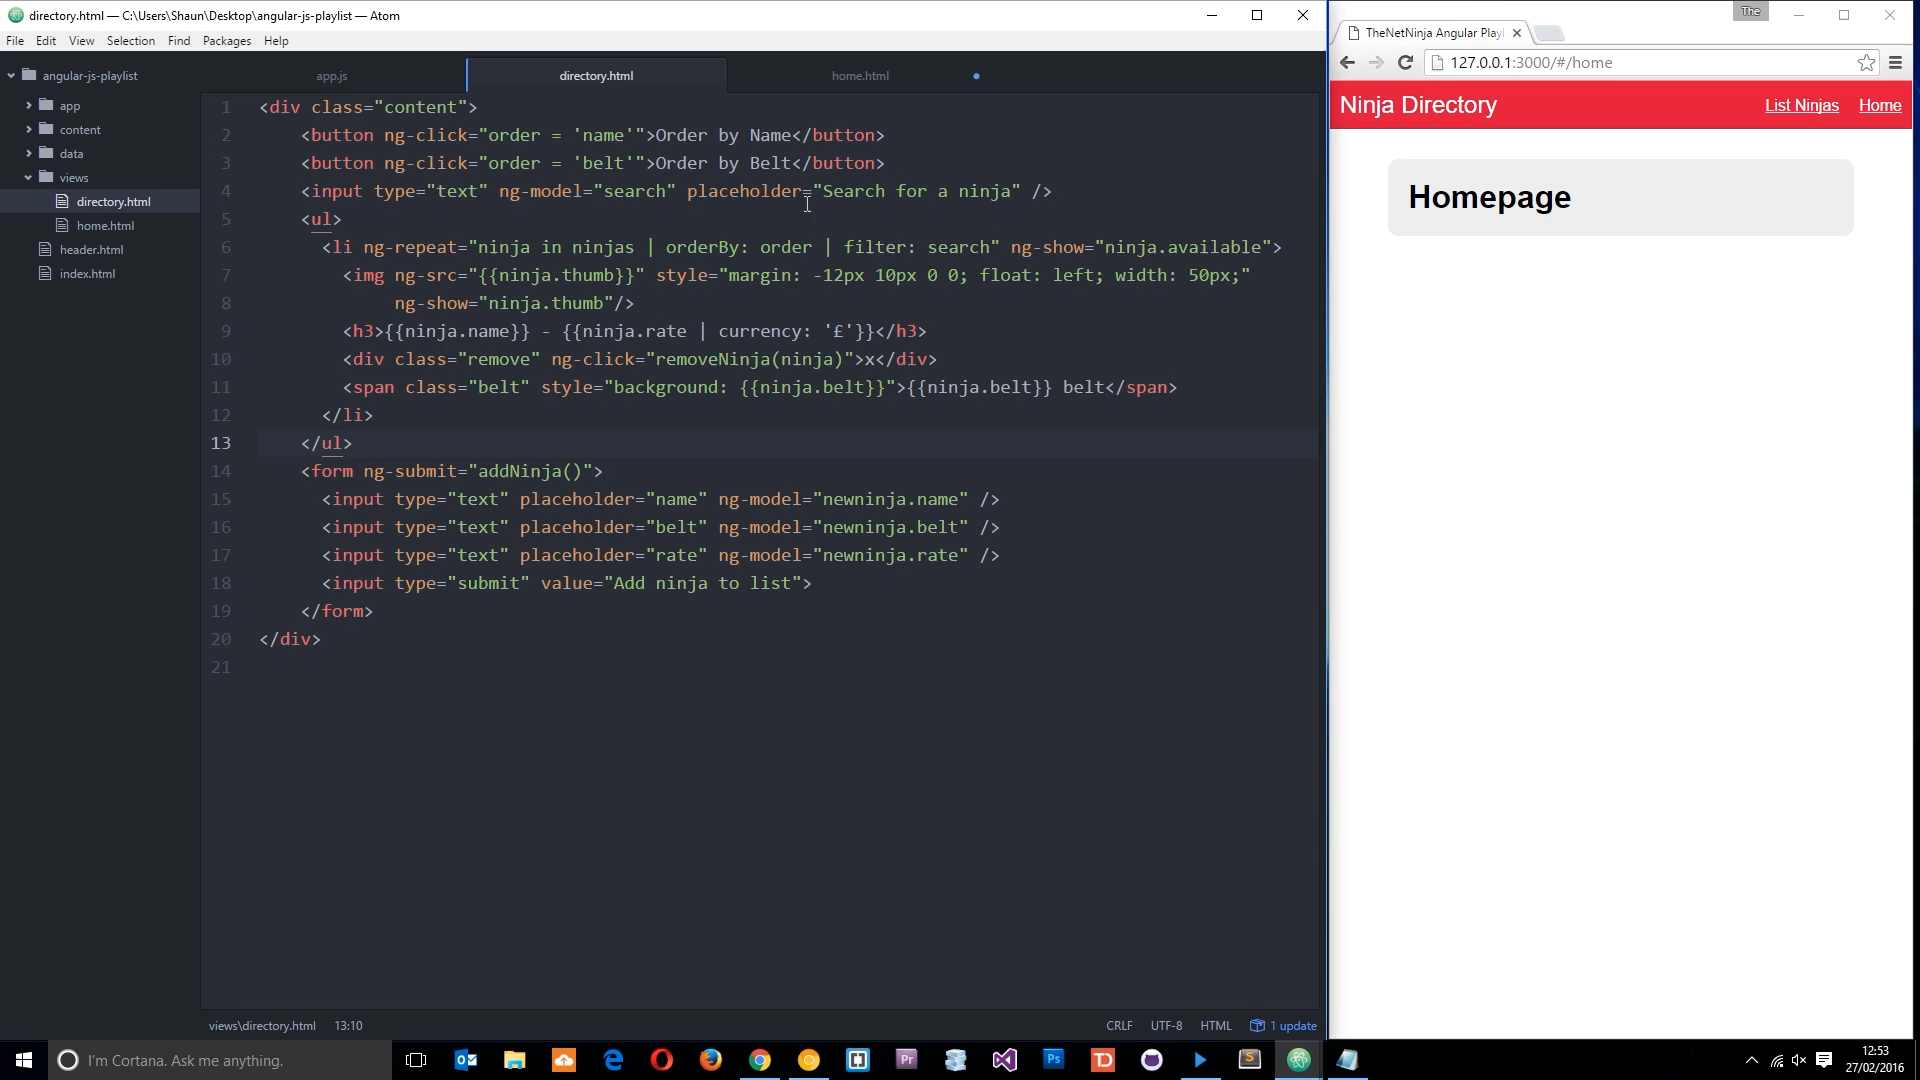 directory.html — C:\Users\Shaun\Desktop\angular-js-playlist — Atom
File Edit View Selection Find Packages Help
angular-js-playlist
app
content
data
views
directory.html
home.html
header.html
index.html
app.js
directory.html
home.html
1 <div class="content">
2 <button ng-click="order = 'name'">Order by Name</button>
3 <button ng-click="order = 'belt'">Order by Belt</button>
4 <input type="text" ng-model="search" placeholder="Search for a ninja" />
5 <ul>
6 <li ng-repeat="ninja in ninjas | orderBy: order | filter: search" ng-show="ninja.available">
7 <img ng-src="{{ninja.thumb}}" style="margin: -12px 10px 0 0; float: left; width: 50px;"
8 ng-show="ninja.thumb"/>
9 <h3>{{ninja.name}} - {{ninja.rate | currency: '£'}}</h3>
10 <div class="remove" ng-click="removeNinja(ninja)">x</div>
11 <span class="belt" style="background: {{ninja.belt}}">{{ninja.belt}} belt</span>
12 </li>
13 </ul>
14 <form ng-submit="addNinja()">
15 <input type="text" placeholder="name" ng-model="newninja.name" />
16 <input type="text" placeholder="belt" ng-model="newninja.belt" />
17 <input type="text" placeholder="rate" ng-model="newninja.rate" />
18 <input type="submit" value="Add ninja to list">
19 </form>
20 </div>
21
views\directory.html 13:10
CRLF UTF-8 HTML 1 update
The
TheNetNinja Angular Play
127.0.0.1:3000/#/home
Ninja Directory
List Ninjas Home
Homepage
I'm Cortana. Ask me anything.
Pr
Ps
TD
S
12:53
27/02/2016